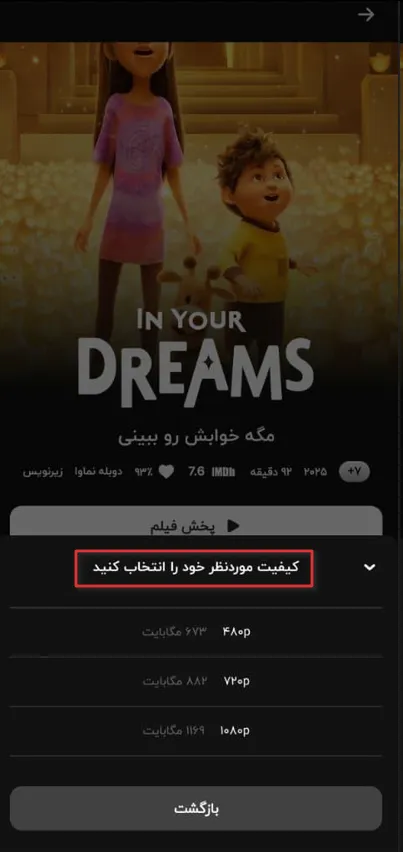 IN YOUR
DREAMS
مگه خوابش رو ببینی
+۷ ۲۰۲۵ ۹۲ دقیقه IMDb 7.6 ۹۳٪ دوبله نماوا زیرنویس
پخش فیلم
کیفیت موردنظر خود را انتخاب کنید
۴۸۰p ۶۷۳ مگابایت
۷۲۰p ۸۸۲ مگابایت
۱۰۸۰p ۱۱۶۹ مگابایت
بازگشت